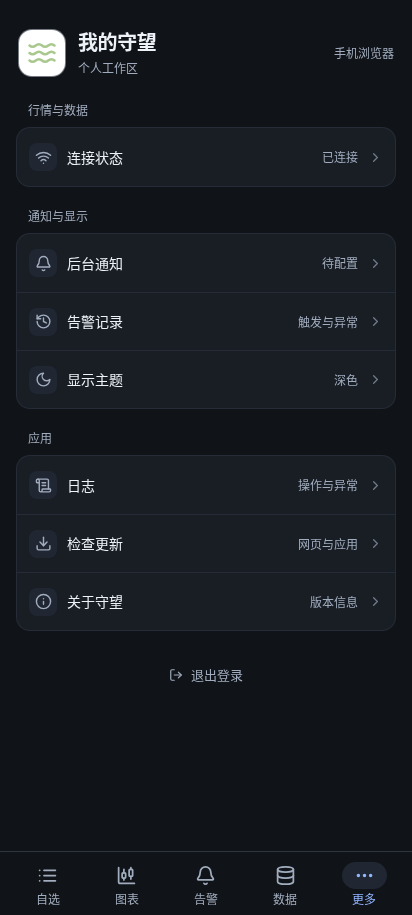 我的守望
个人工作区
手机浏览器
行情与数据
连接状态 已连接
通知与显示
后台通知 待配置
告警记录 触发与异常
显示主题 深色
应用
日志 操作与异常
检查更新 网页与应用
关于守望 版本信息
退出登录
自选 图表 告警 数据 更多